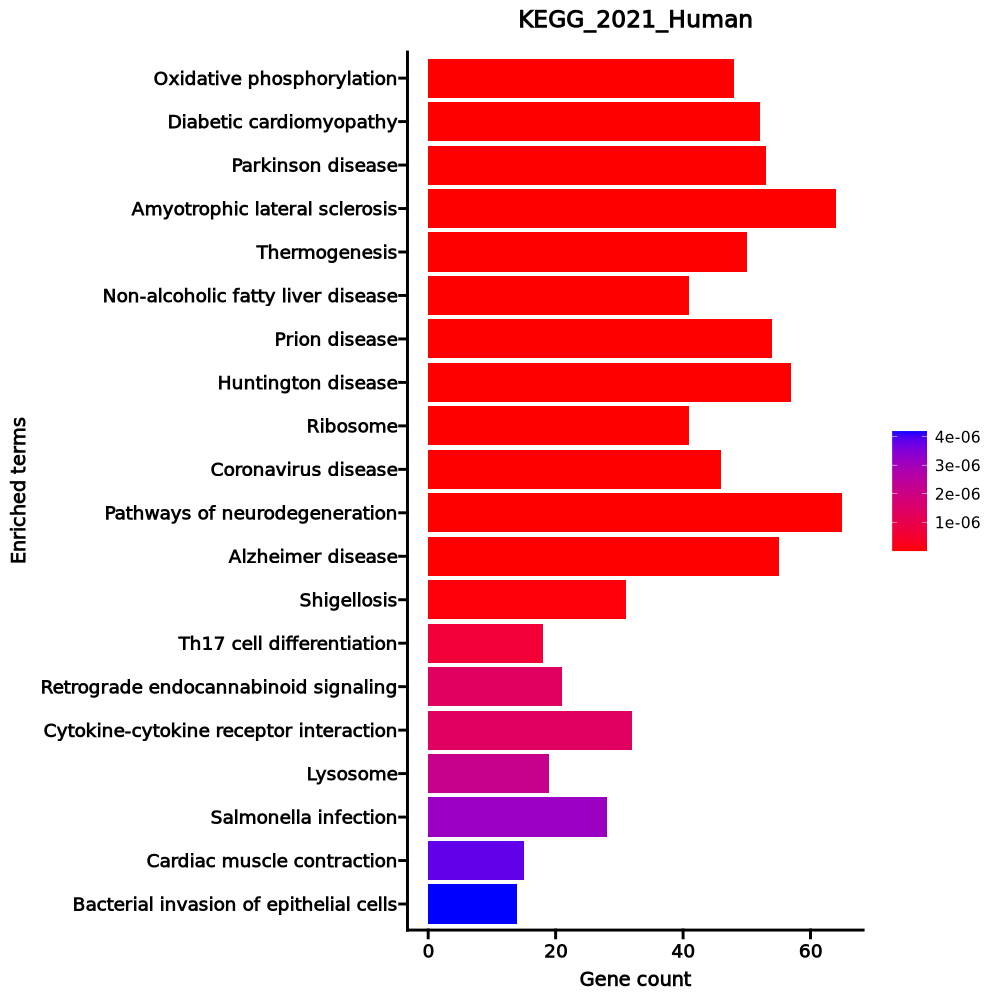 KEGG_2021_Human
Oxidative phosphorylation
Diabetic cardiomyopathy
Parkinson disease
Amyotrophic lateral sclerosis
Thermogenesis
Non-alcoholic fatty liver disease
Prion disease
Huntington disease
Ribosome
Coronavirus disease
Pathways of neurodegeneration
Alzheimer disease
Shigellosis
Th17 cell differentiation
Retrograde endocannabinoid signaling
Cytokine-cytokine receptor interaction
Lysosome
Salmonella infection
Cardiac muscle contraction
Bacterial invasion of epithelial cells
Enriched terms
0 20 40 60
Gene count
4e-06
3e-06
2e-06
1e-06